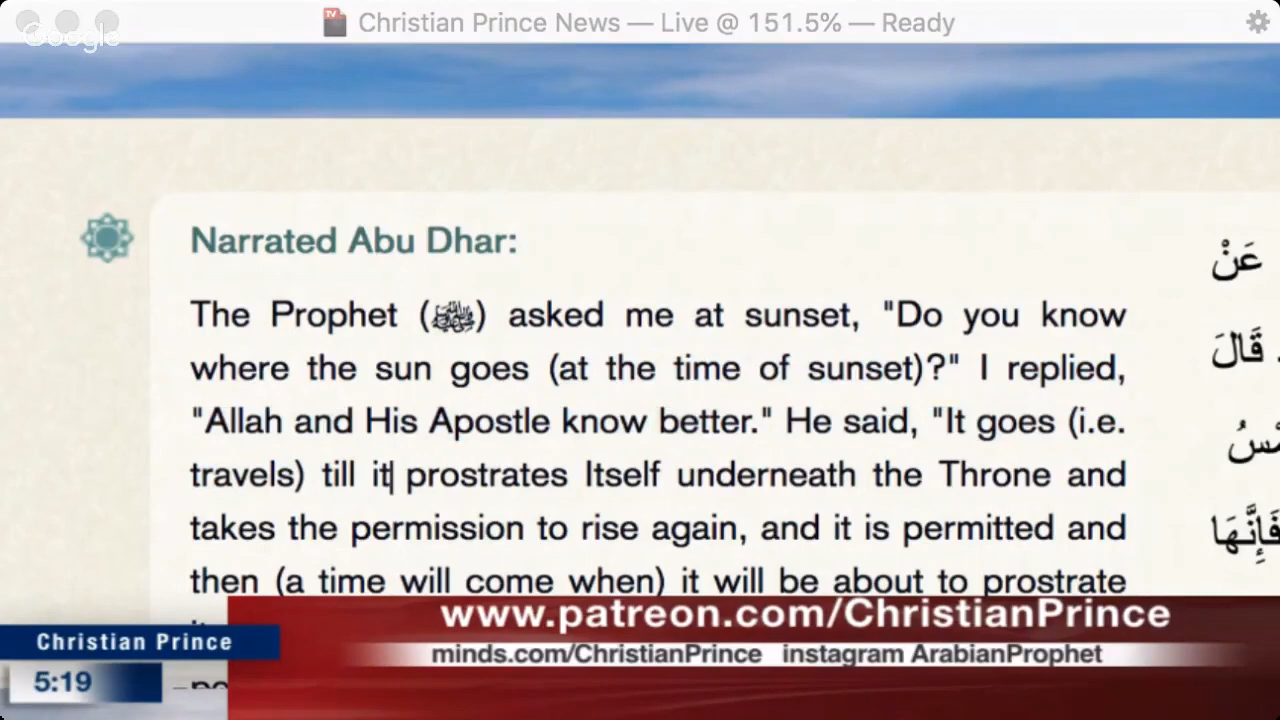 Christian Prince News — Live @ 151.5% — Ready
Google
Narrated Abu Dhar:
The Prophet (ﷺ) asked me at sunset, "Do you know
where the sun goes (at the time of sunset)?" I replied,
"Allah and His Apostle know better." He said, "It goes (i.e.
travels) till it prostrates Itself underneath the Throne and
takes the permission to rise again, and it is permitted and
then (a time will come when) it will be about to prostrate
عَنْ
قَالَ
فَإِنَّهَا
www.patreon.com/ChristianPrince
Christian Prince
minds.com/ChristianPrince instagram ArabianProphet
5:19